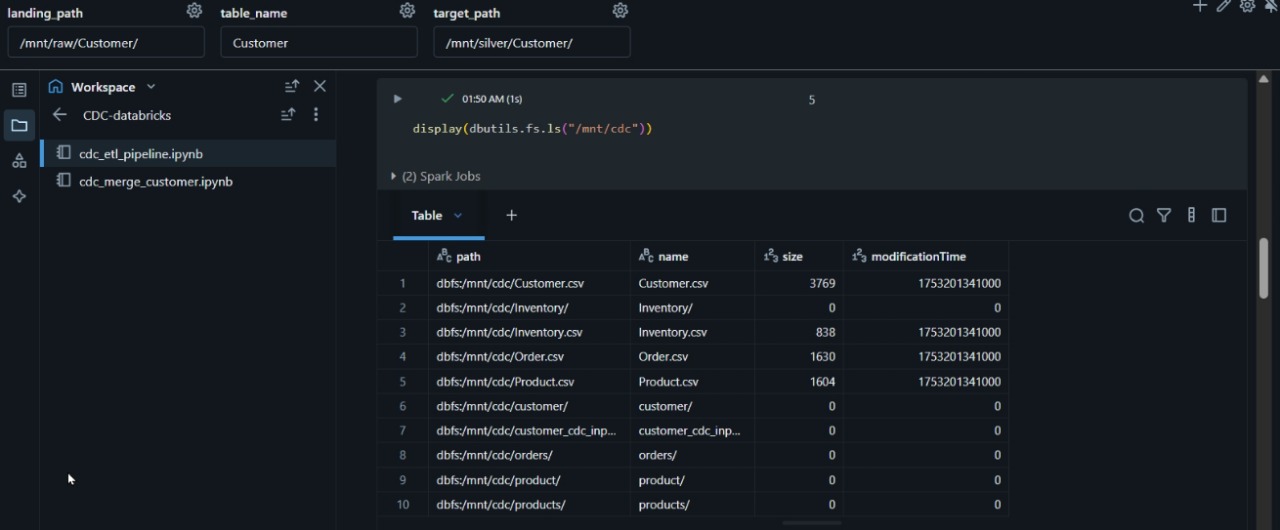 landing_path table_name target_path
/mnt/raw/Customer/ Customer /mnt/silver/Customer/
Workspace
CDC-databricks
cdc_etl_pipeline.ipynb
cdc_merge_customer.ipynb
01:50 AM (1s) 5
display(dbutils.fs.ls("/mnt/cdc"))
(2) Spark Jobs
Table
path name size modificationTime
1 dbfs:/mnt/cdc/Customer.csv Customer.csv 3769 1753201341000
2 dbfs:/mnt/cdc/Inventory/ Inventory/ 0 0
3 dbfs:/mnt/cdc/Inventory.csv Inventory.csv 838 1753201341000
4 dbfs:/mnt/cdc/Order.csv Order.csv 1630 1753201341000
5 dbfs:/mnt/cdc/Product.csv Product.csv 1604 1753201341000
6 dbfs:/mnt/cdc/customer/ customer/ 0 0
7 dbfs:/mnt/cdc/customer_cdc_inp... customer_cdc_inp... 0 0
8 dbfs:/mnt/cdc/orders/ orders/ 0 0
9 dbfs:/mnt/cdc/product/ product/ 0 0
10 dbfs:/mnt/cdc/products/ products/ 0 0